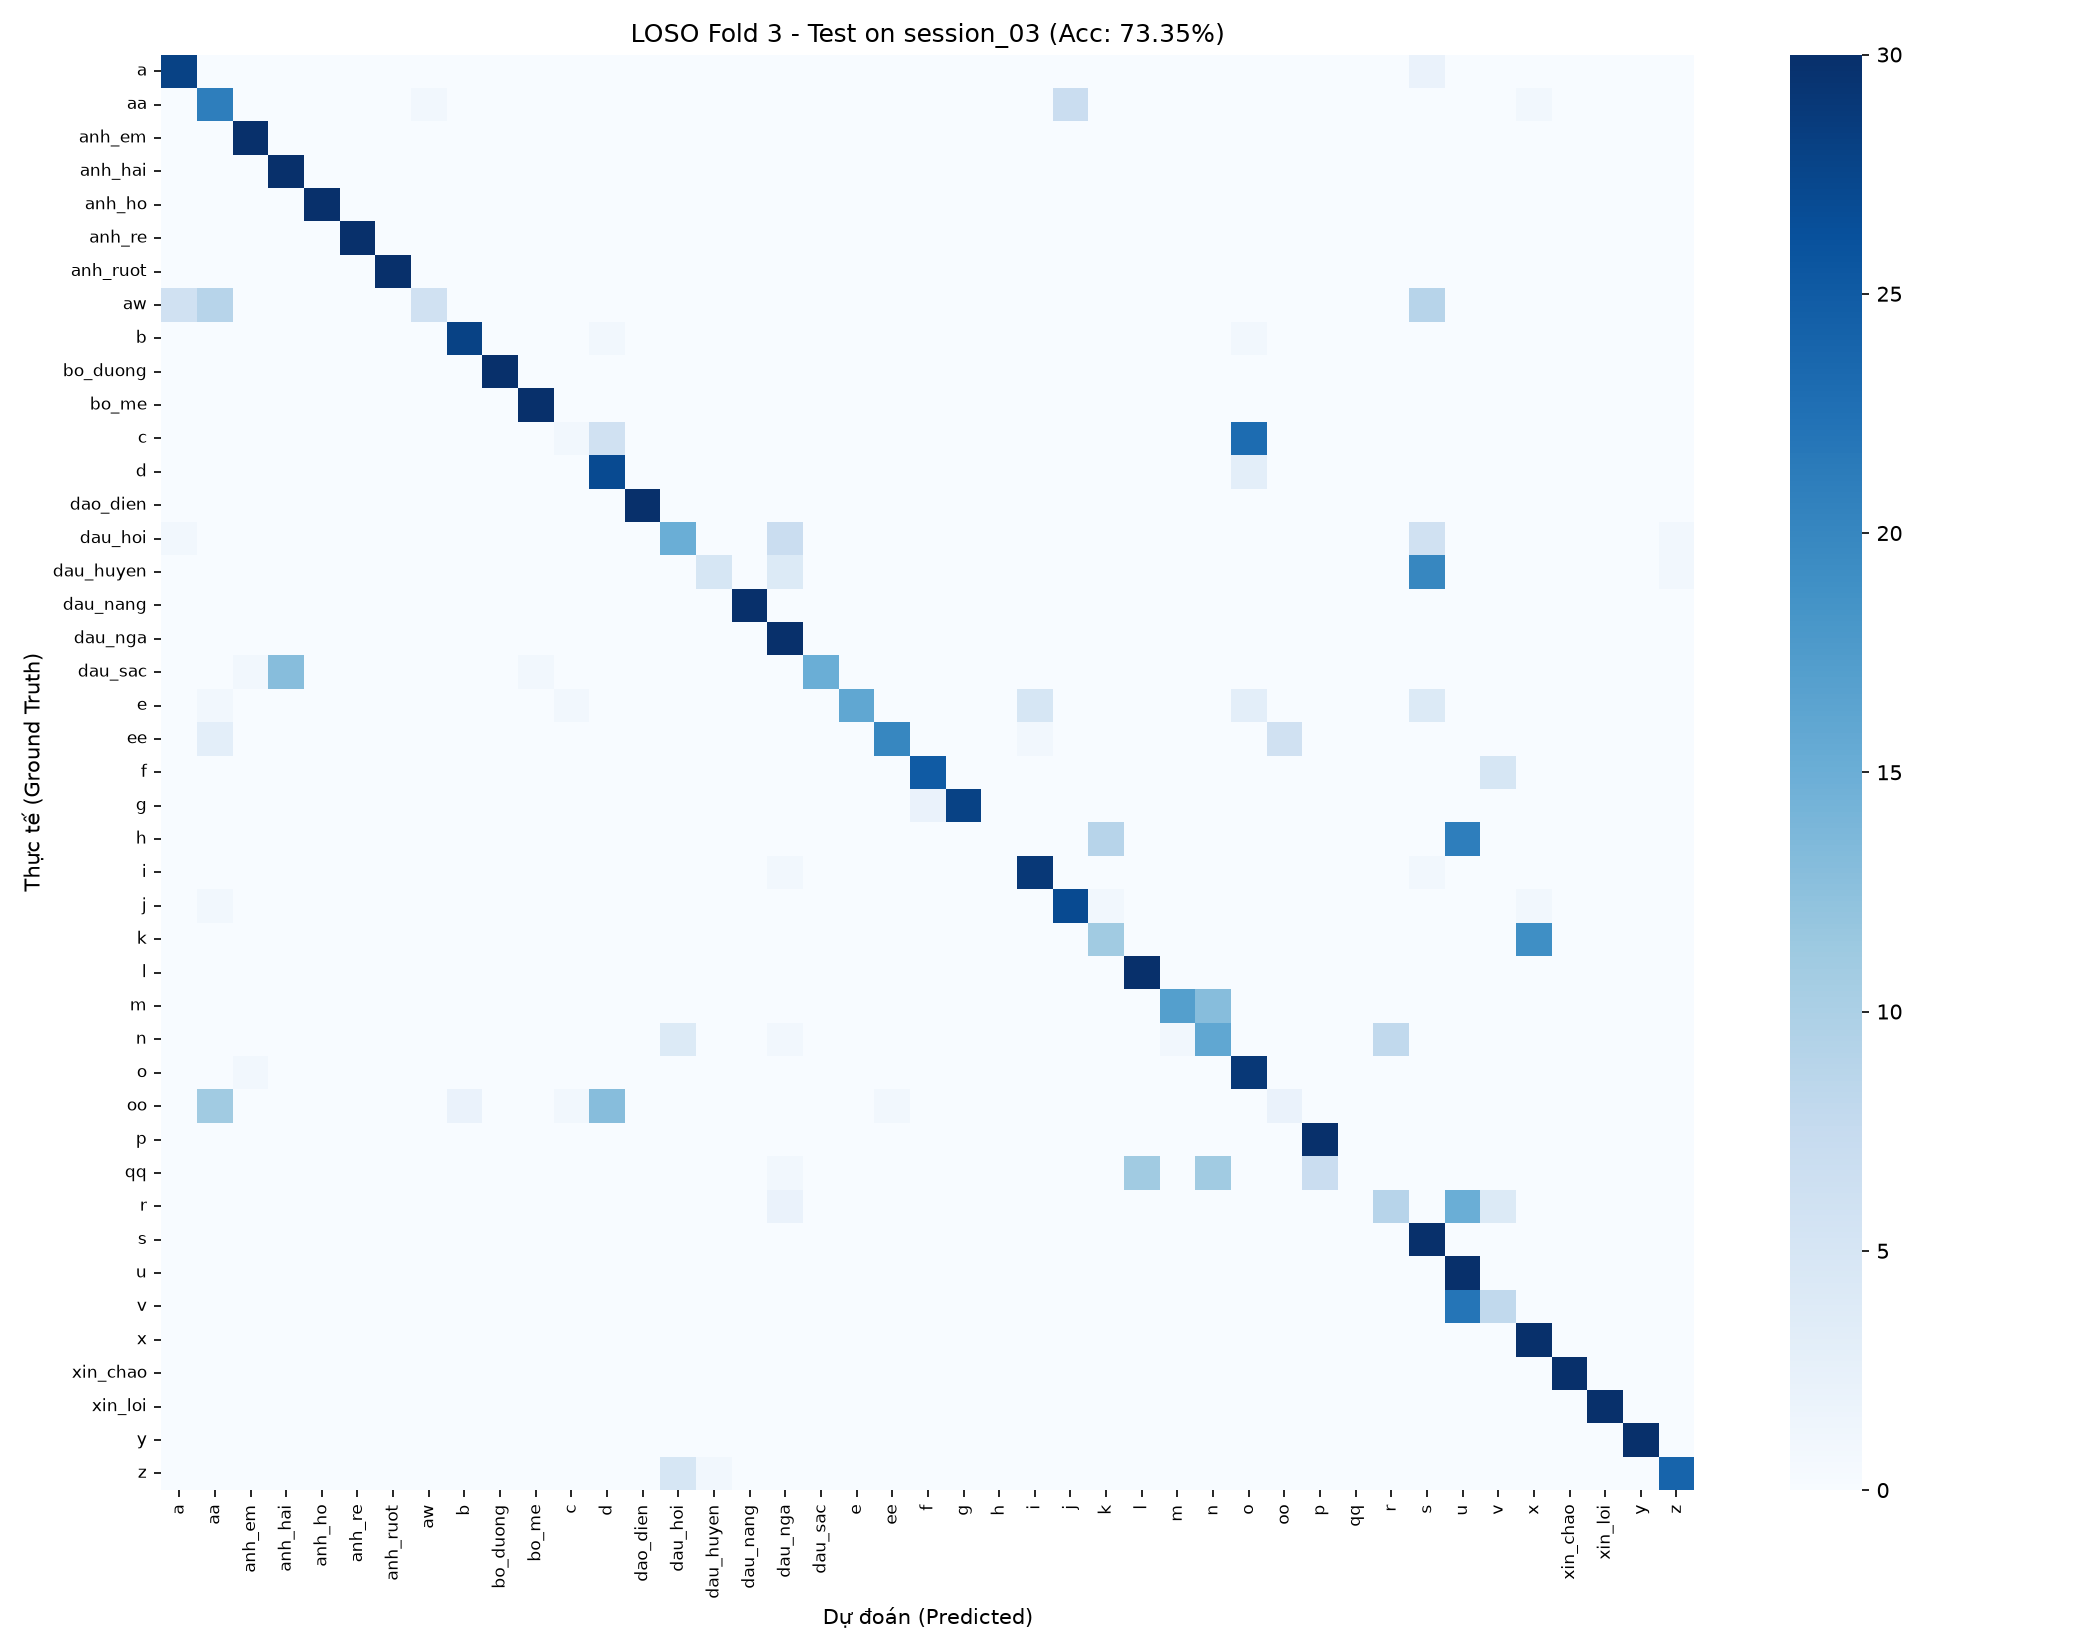 LOSO Fold 3 - Test on session_03 (Acc: 73.35%)
Thực tế (Ground Truth)
a
aa
anh_em
anh_hai
anh_ho
anh_re
anh_ruot
aw
b
bo_duong
bo_me
c
d
dao_dien
dau_hoi
dau_huyen
dau_nang
dau_nga
dau_sac
e
ee
f
g
h
i
j
k
l
m
n
o
oo
p
qq
r
s
u
v
x
xin_chao
xin_loi
y
z
a
aa
anh_em
anh_hai
anh_ho
anh_re
anh_ruot
aw
b
bo_duong
bo_me
c
d
dao_dien
dau_hoi
dau_huyen
dau_nang
dau_nga
dau_sac
e
ee
f
g
h
i
j
k
l
m
n
o
oo
p
qq
r
s
u
v
x
xin_chao
xin_loi
y
z
Dự đoán (Predicted)
30
25
20
15
10
5
0